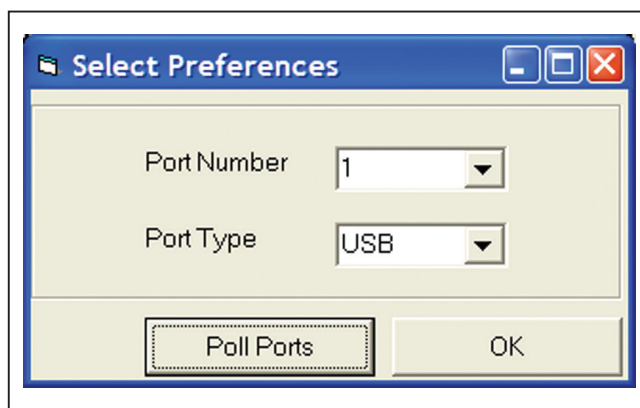 Select Preferences
Port Number 1
Port Type USB
Poll Ports OK